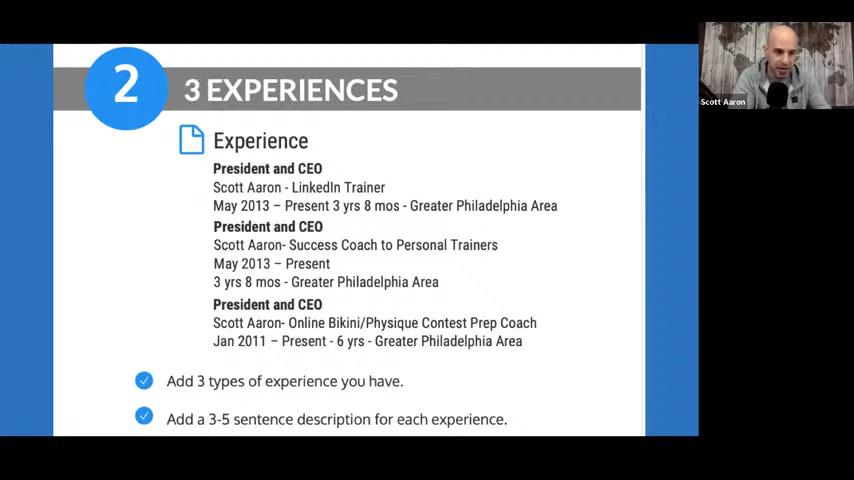 2
3 EXPERIENCES
Experience
President and CEO
Scott Aaron - LinkedIn Trainer
May 2013 – Present 3 yrs 8 mos - Greater Philadelphia Area
President and CEO
Scott Aaron- Success Coach to Personal Trainers
May 2013 – Present
3 yrs 8 mos - Greater Philadelphia Area
President and CEO
Scott Aaron- Online Bikini/Physique Contest Prep Coach
Jan 2011 – Present - 6 yrs - Greater Philadelphia Area
Add 3 types of experience you have.
Add a 3-5 sentence description for each experience.
Scott Aaron